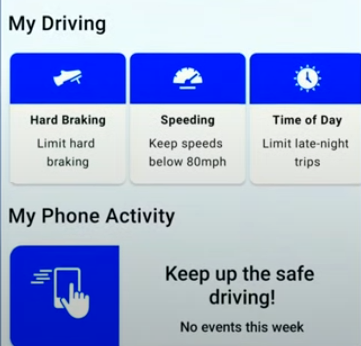 My Driving
Hard Braking
Limit hard
braking
Speeding
Keep speeds
below 80mph
Time of Day
Limit late-night
trips
My Phone Activity
Keep up the safe
driving!
No events this week